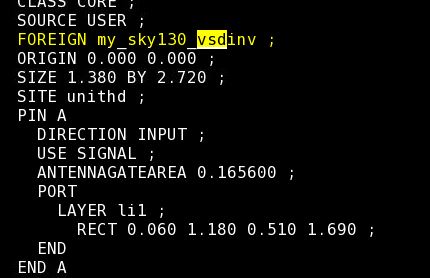 CLASS CORE ;
SOURCE USER ;
FOREIGN my_sky130_vsdinv ;
ORIGIN 0.000 0.000 ;
SIZE 1.380 BY 2.720 ;
SITE unithd ;
PIN A
DIRECTION INPUT ;
USE SIGNAL ;
ANTENNAGATEAREA 0.165600 ;
PORT
LAYER li1 ;
RECT 0.060 1.180 0.510 1.690 ;
END
END A